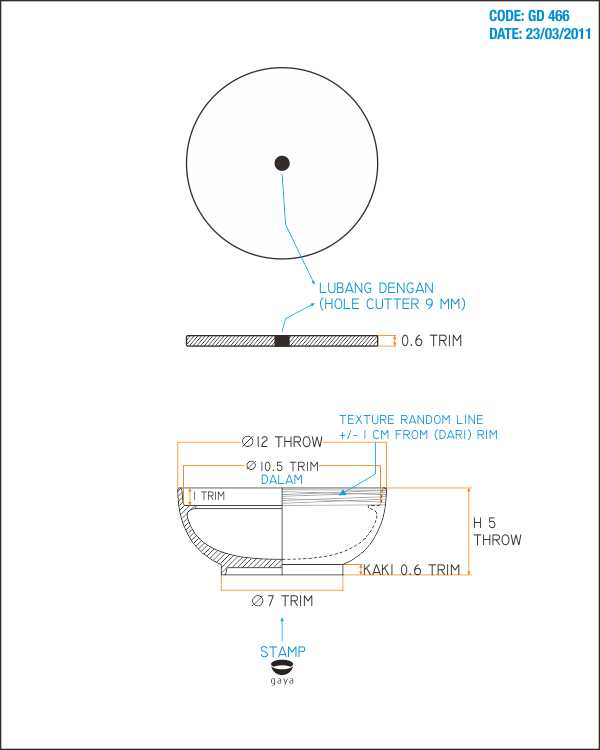 CODE: GD 466
DATE: 23/03/2011
LUBANG DENGAN
(HOLE CUTTER 9 MM)
0.6 TRIM
TEXTURE RANDOM LINE
+/- 1 CM FROM (DARI) RIM
Ø12 THROW
Ø 10.5 TRIM
DALAM
1 TRIM
H 5
THROW
KAKI 0.6 TRIM
Ø 7 TRIM
STAMP
gaya